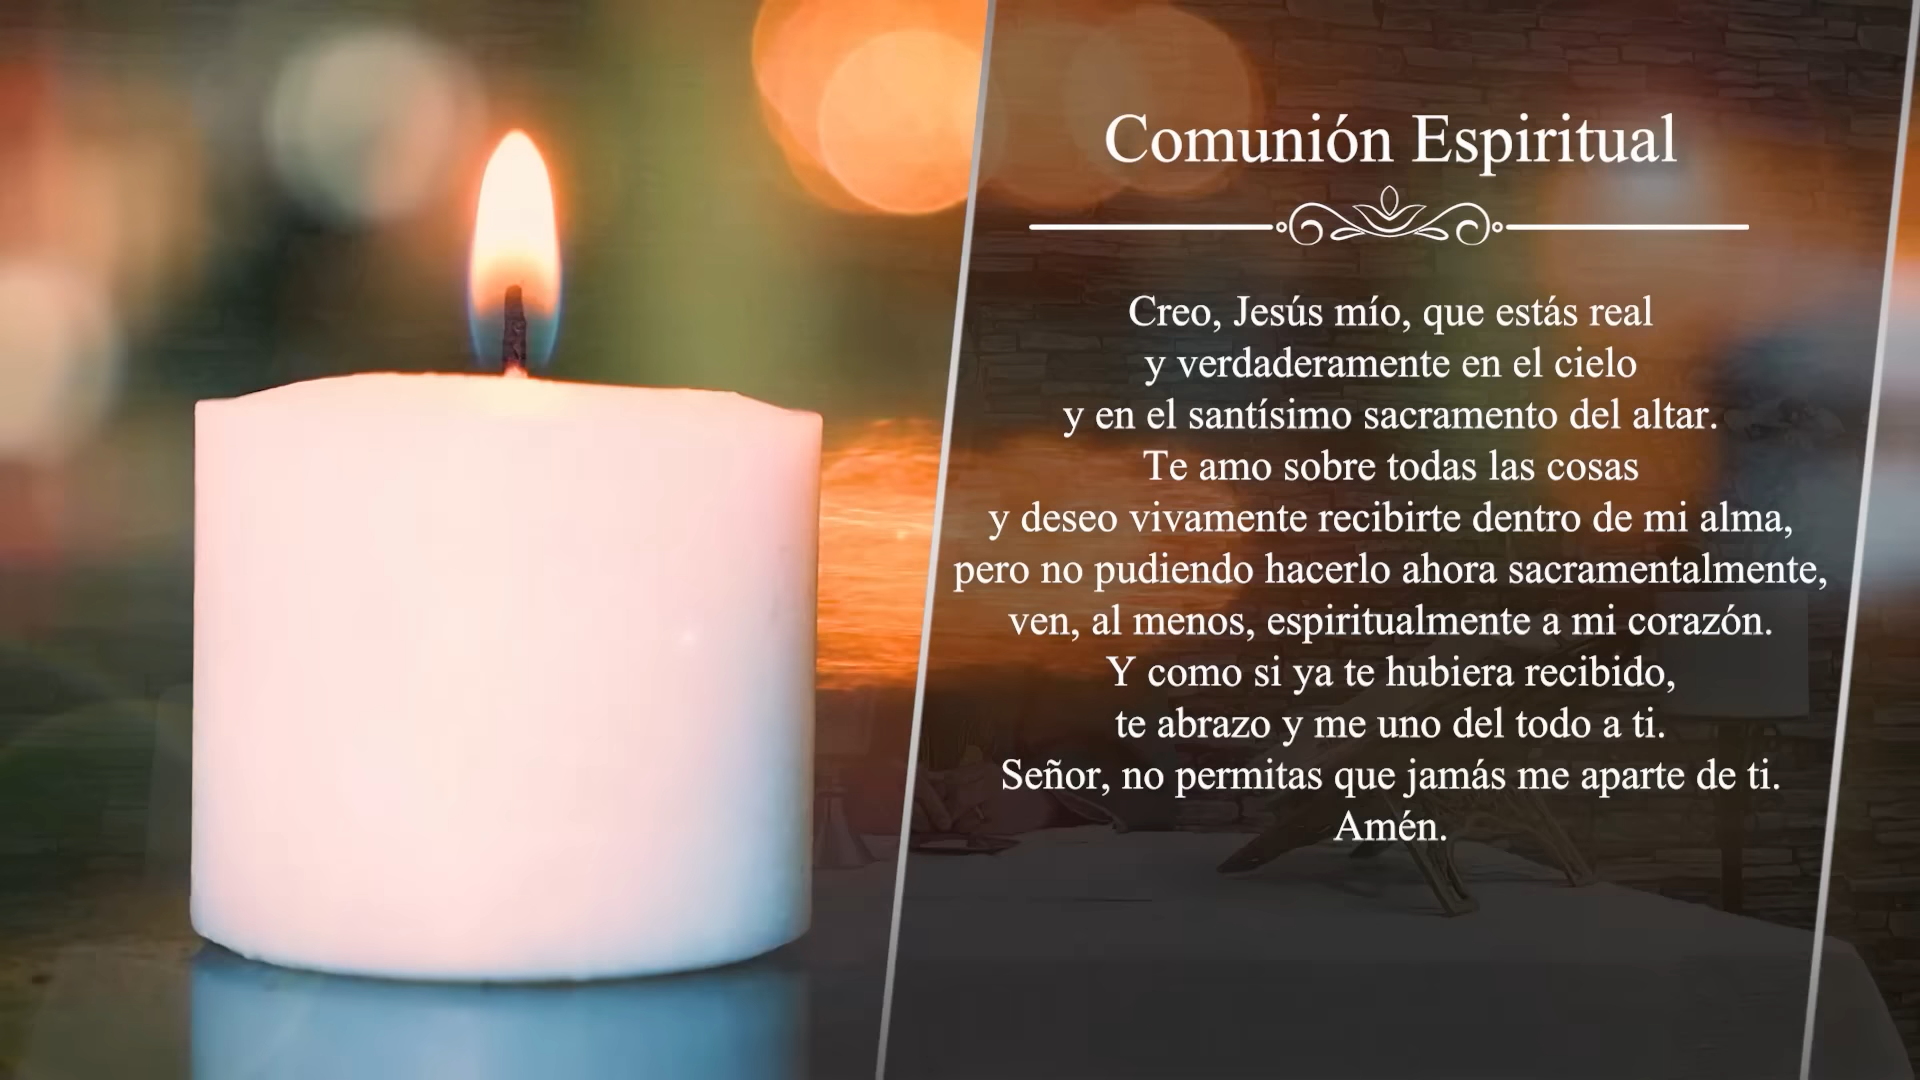 Comunión Espiritual
Creo, Jesús mío, que estás real
y verdaderamente en el cielo
y en el santísimo sacramento del altar.
Te amo sobre todas las cosas
y deseo vivamente recibirte dentro de mi alma,
pero no pudiendo hacerlo ahora sacramentalmente,
ven, al menos, espiritualmente a mi corazón.
Y como si ya te hubiera recibido,
te abrazo y me uno del todo a ti.
Señor, no permitas que jamás me aparte de ti.
Amén.